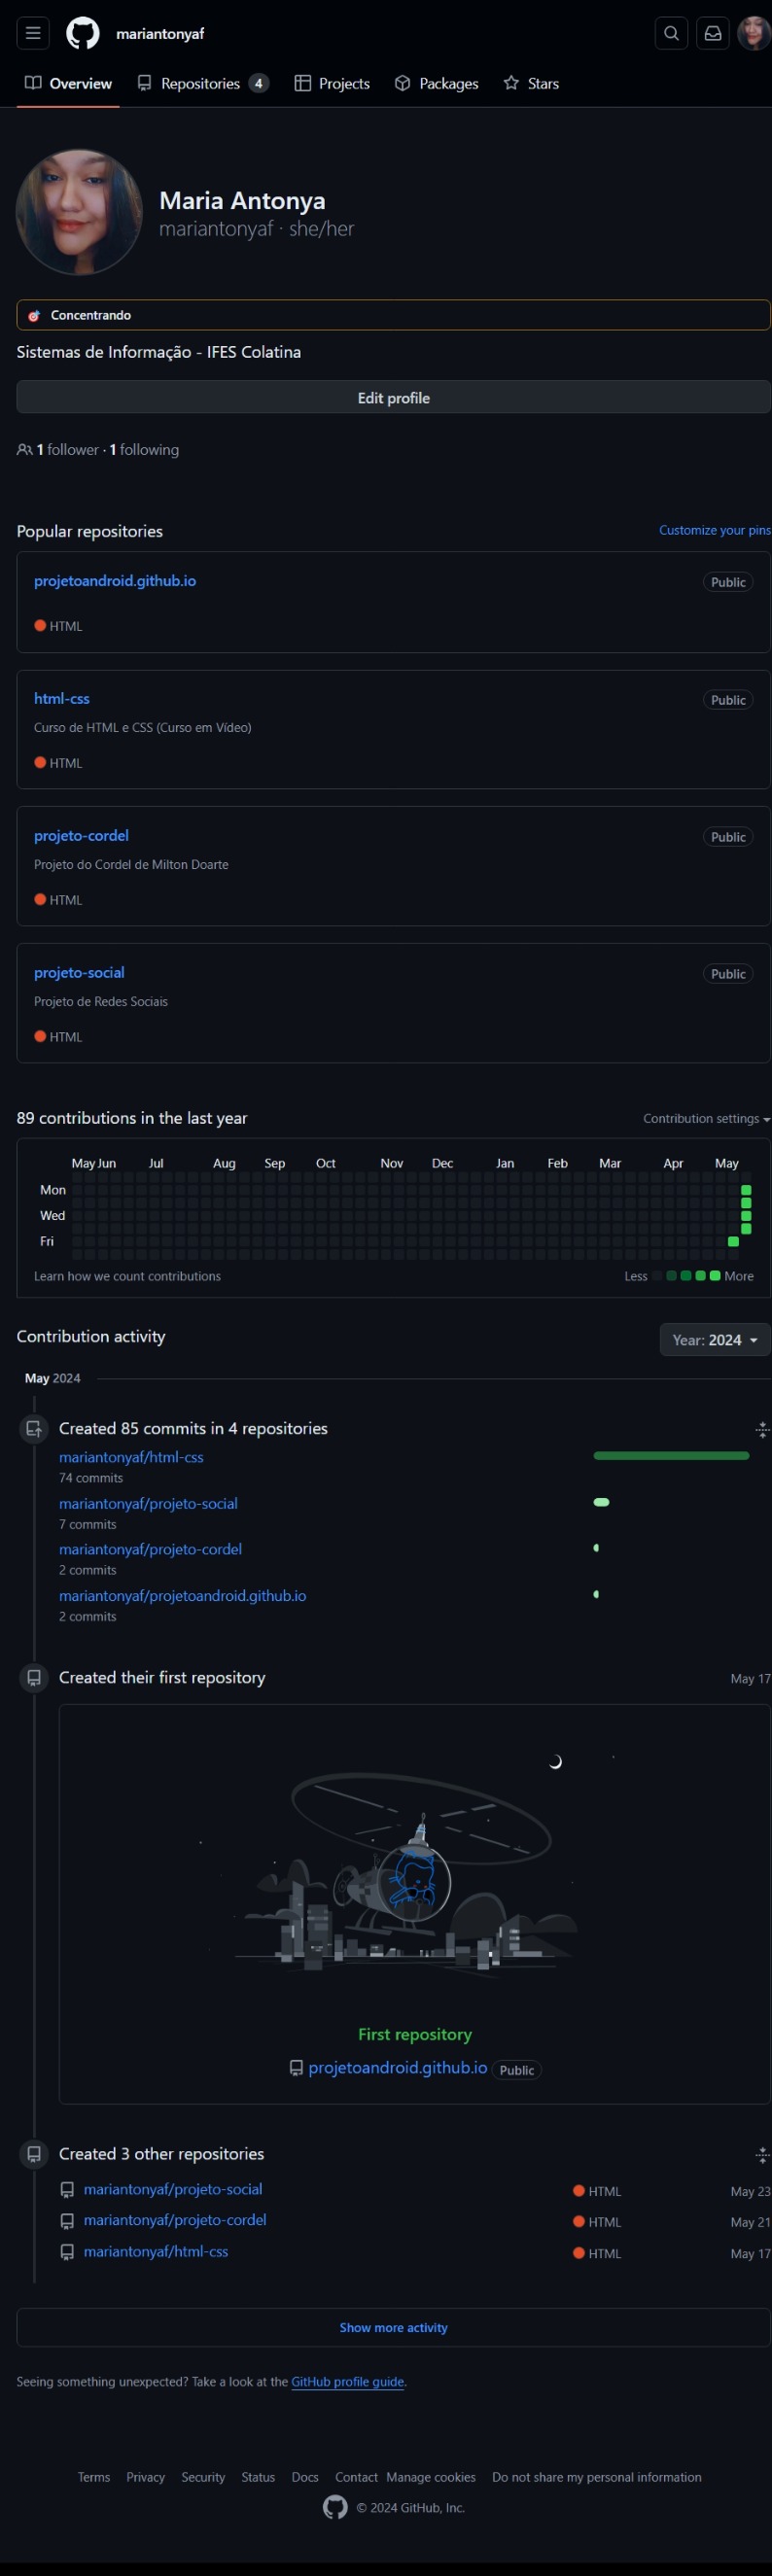 mariantonyaf
Overview Repositories 4 Projects Packages Stars
Maria Antonya
mariantonyaf · she/her
Concentrando
Sistemas de Informação - IFES Colatina
Edit profile
1 follower · 1 following
Popular repositories Customize your pins
projetoandroid.github.io Public
HTML
html-css Public
Curso de HTML e CSS (Curso em Vídeo)
HTML
projeto-cordel Public
Projeto do Cordel de Milton Doarte
HTML
projeto-social Public
Projeto de Redes Sociais
HTML
89 contributions in the last year Contribution settings
May Jun Jul Aug Sep Oct Nov Dec Jan Feb Mar Apr May
Mon
Wed
Fri
Learn how we count contributions Less More
Contribution activity Year: 2024
May 2024
Created 85 commits in 4 repositories
mariantonyaf/html-css
74 commits
mariantonyaf/projeto-social
7 commits
mariantonyaf/projeto-cordel
2 commits
mariantonyaf/projetoandroid.github.io
2 commits
Created their first repository May 17
First repository
projetoandroid.github.io Public
Created 3 other repositories
mariantonyaf/projeto-social HTML May 23
mariantonyaf/projeto-cordel HTML May 21
mariantonyaf/html-css HTML May 17
Show more activity
Seeing something unexpected? Take a look at the GitHub profile guide.
Terms Privacy Security Status Docs Contact Manage cookies Do not share my personal information
© 2024 GitHub, Inc.